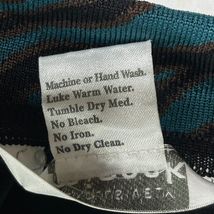 Machine or Hand Wash.
Luke Warm Water.
Tumble Dry Med.
No Bleach.
No Iron.
No Dry Clean.